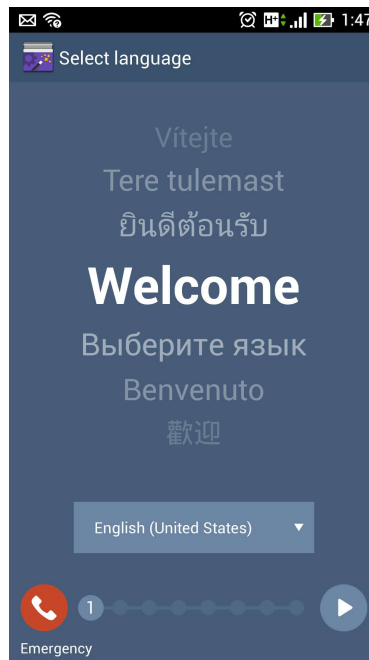 H+ 1:47
Select language
Vítejte
Tere tulemast
ยินดีต้อนรับ
Welcome
Выберите язык
Benvenuto
歡迎
English (United States)
1
Emergency